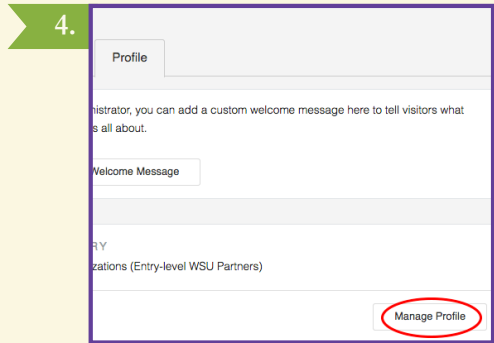 4.
Profile
nistrator, you can add a custom welcome message here to tell visitors what
s all about.
Welcome Message
RY
zations (Entry-level WSU Partners)
Manage Profile